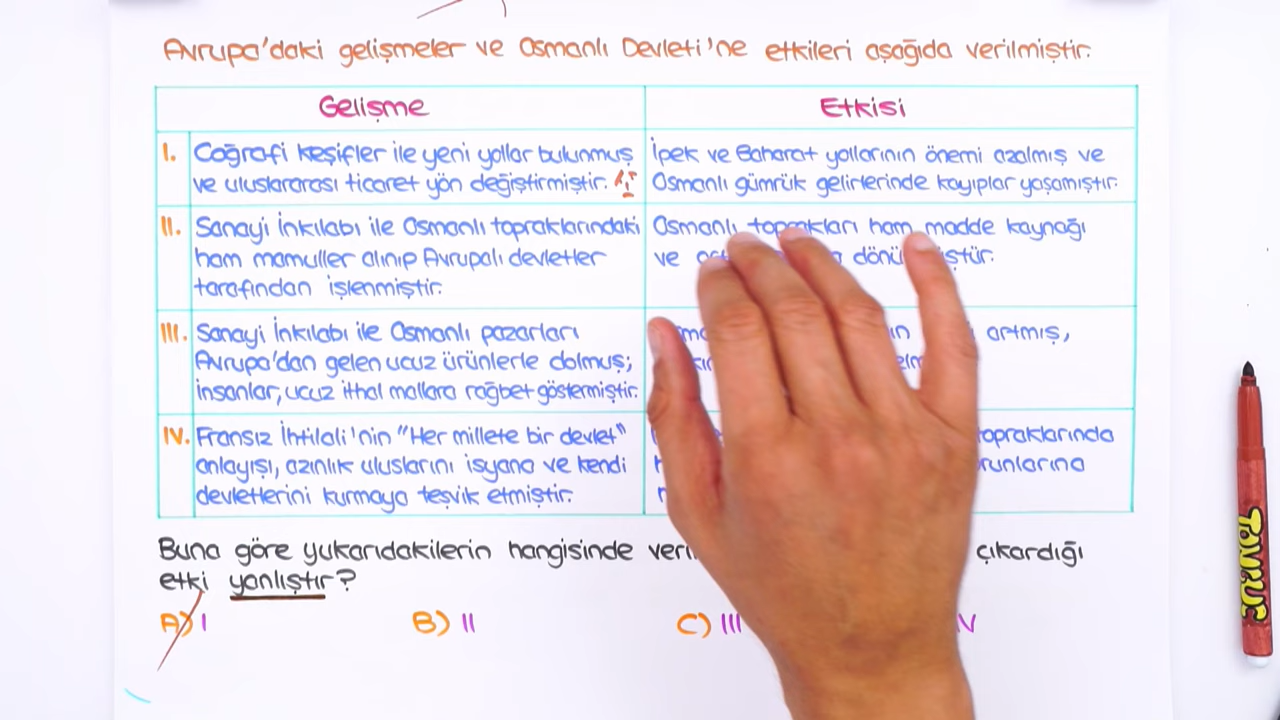 Avrupa'daki gelişmeler ve Osmanlı Devleti'ne etkileri aşağıda verilmiştir.
Gelişme
Etkisi
I. Coğrafi keşifler ile yeni yollar bulunmuş
ve uluslararası ticaret yön değiştirmiştir.
İpek ve Baharat yollarının önemi azalmış ve
Osmanlı gümrük gelirlerinde kayıplar yaşamıştır.
II. Sanayi İnkılabı ile Osmanlı topraklarındaki
ham mamuller alınıp Avrupalı devletler
tarafından işlenmiştir.
Osmanlı toprakları ham madde kaynağı
ve
III. Sanayi İnkılabı ile Osmanlı pazarları
Avrupa'dan gelen ucuz ürünlerle dolmuş;
insanlar, ucuz ithal mallara rağbet göstermiştir.
artmış,
IV. Fransız İhtilali'nin "Her millete bir devlet"
anlayışı, azınlık uluslarını isyana ve kendi
devletlerini kurmaya teşvik etmiştir.
Buna göre yukarıdakilerin hangisinde çıkardığı
etki yanlıştır?
A) I
B) II
C) III